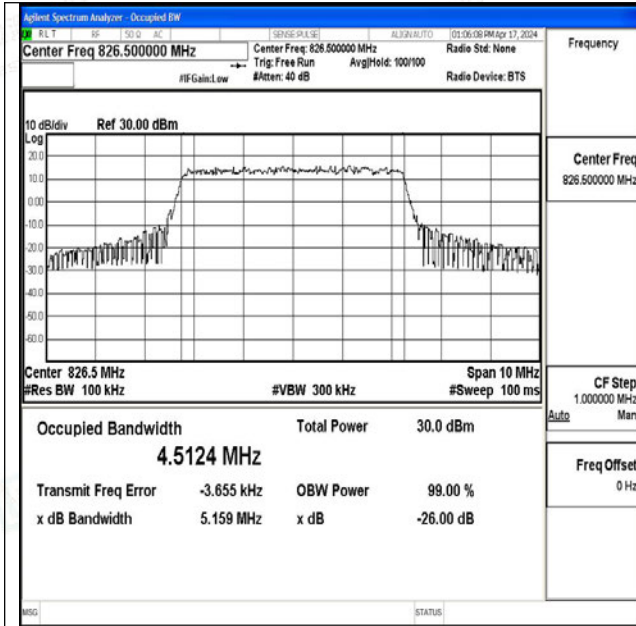 Agilent Spectrum Analyzer - Occupied BW
RLT RF 50 Ω AC SENSE:PULSE ALIGNAUTO 01:06:08 PM Apr 17, 2024
Center Freq 826.500000 MHz
Center Freq: 826.500000 MHz
Radio Std: None
Trig: Free Run
Avg|Hold: 100/100
#IFGain:Low
#Atten: 40 dB
Radio Device: BTS
10 dB/div Ref 30.00 dBm
Log
20.0
10.0
0.00
-10.0
-20.0
-30.0
-40.0
-50.0
-60.0
Center 826.5 MHz Span 10 MHz
#Res BW 100 kHz #VBW 300 kHz #Sweep 100 ms
Occupied Bandwidth Total Power 30.0 dBm
4.5124 MHz
Transmit Freq Error -3.655 kHz OBW Power 99.00 %
x dB Bandwidth 5.159 MHz x dB -26.00 dB
MSG STATUS
Frequency
Center Freq
826.500000 MHz
CF Step
1.000000 MHz
Auto Man
Freq Offset
0 Hz